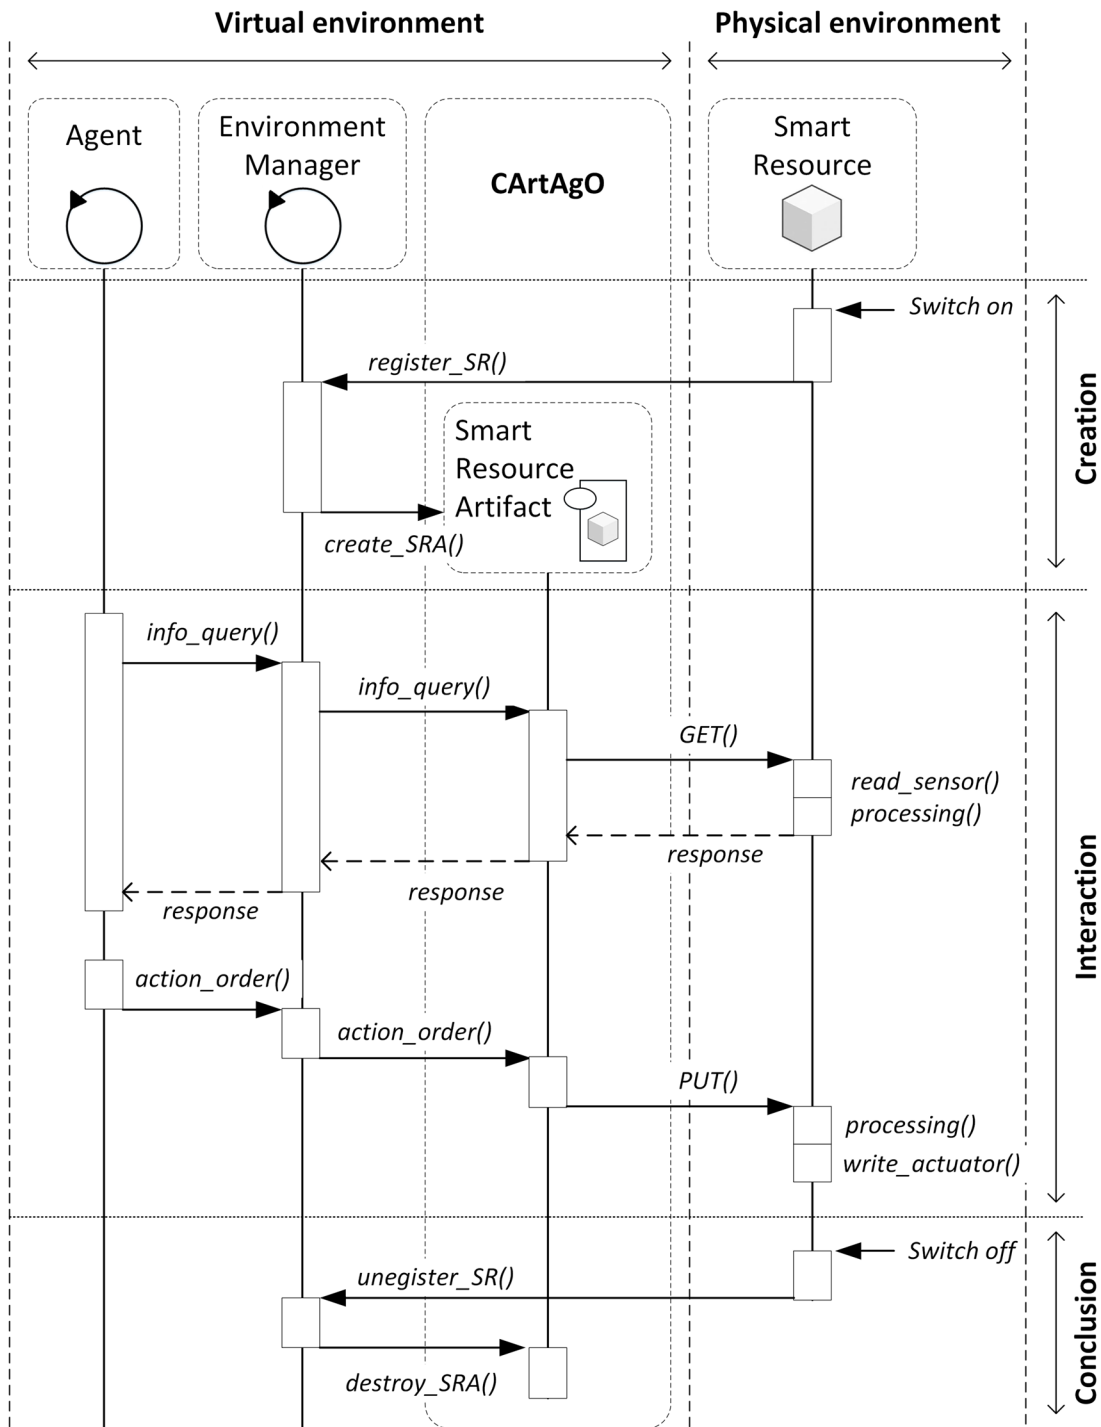 Virtual environment
Physical environment
Agent
Environment
Manager
CArtAgO
Smart
Resource
Switch on
register_SR()
Smart
Resource
Artifact
create_SRA()
Creation
info_query()
info_query()
GET()
read_sensor()
processing()
response
response
response
action_order()
action_order()
PUT()
processing()
write_actuator()
Interaction
Switch off
unegister_SR()
destroy_SRA()
Conclusion